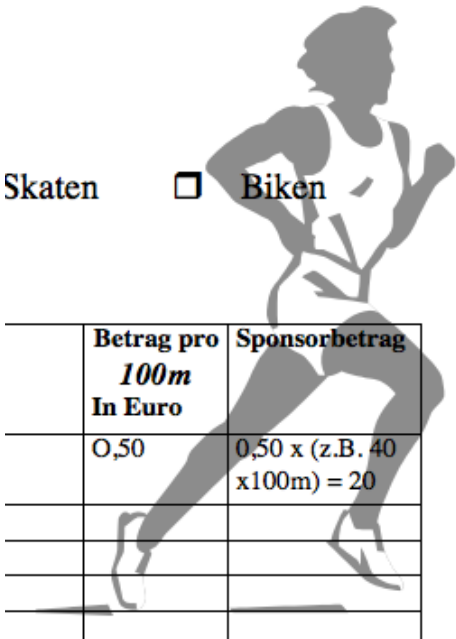 Skaten ❒ Biken
Betrag pro Sponsorbetrag
100m
In Euro
O,50 0,50 x (z.B. 40
x100m) = 20